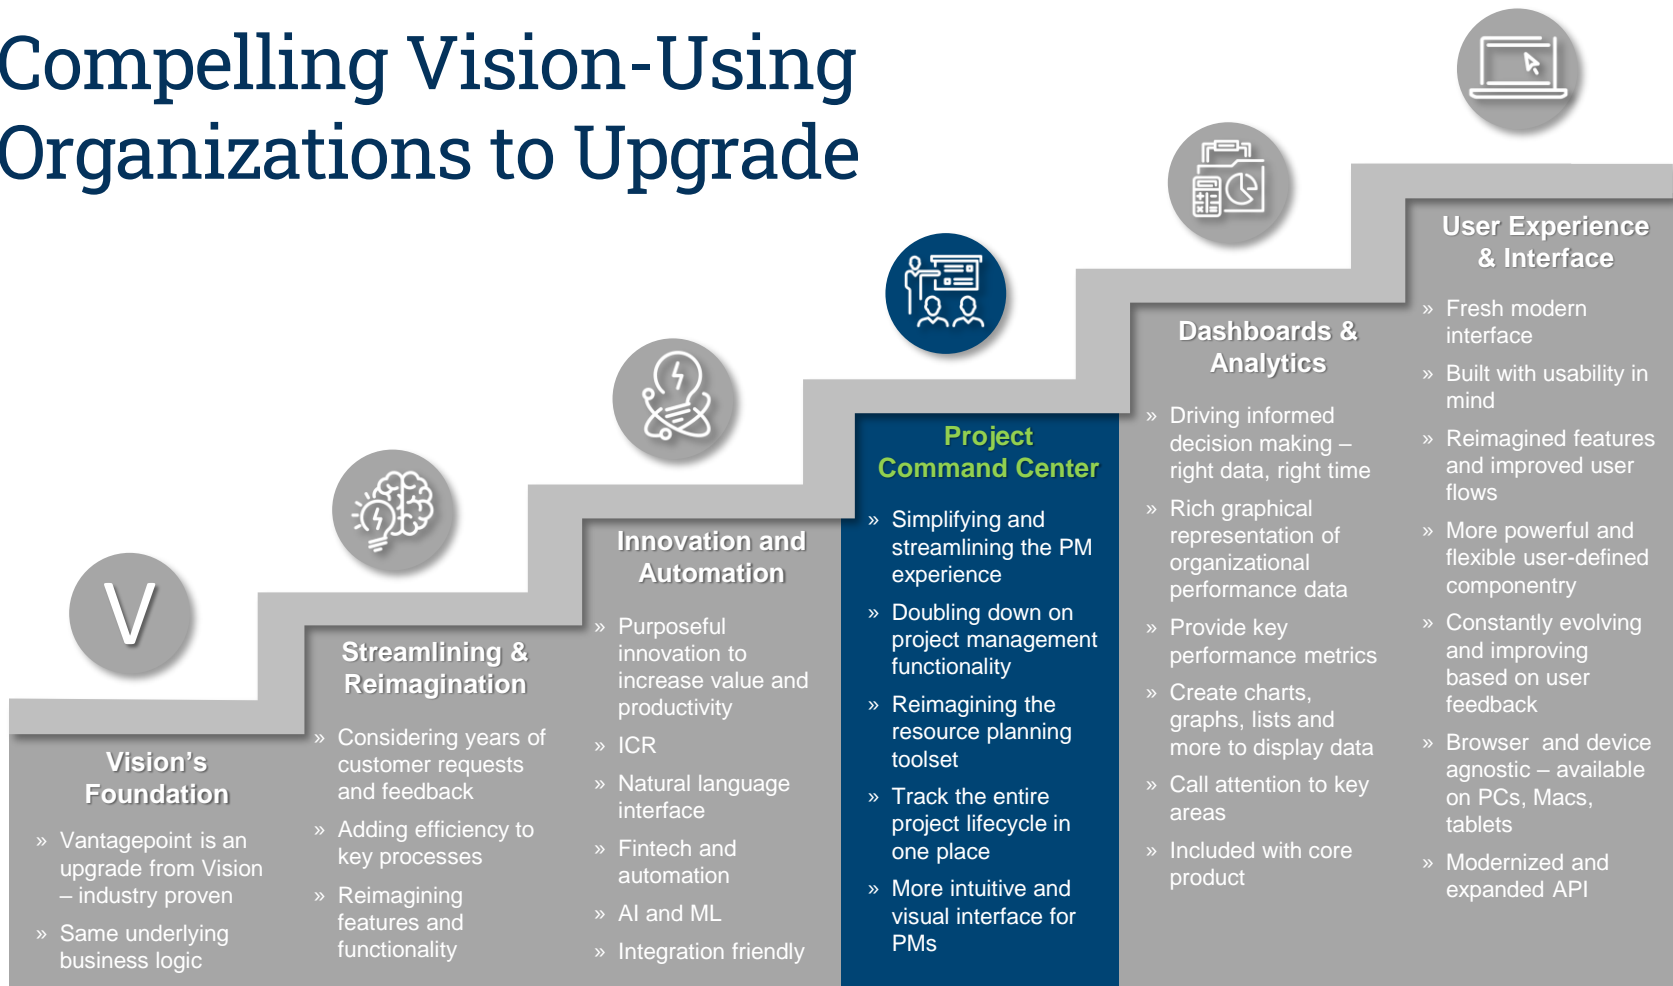 Compelling Vision-Using
Organizations to Upgrade
V
Vision's
Foundation
» Vantagepoint is an
upgrade from Vision
– industry proven
» Same underlying
business logic
Streamlining &
Reimagination
» Considering years of
customer requests
and feedback
» Adding efficiency to
key processes
» Reimagining
features and
functionality
Innovation and
Automation
» Purposeful
innovation to
increase value and
productivity
» ICR
» Natural language
interface
» Fintech and
automation
» AI and ML
» Integration friendly
Project
Command Center
» Simplifying and
streamlining the PM
experience
» Doubling down on
project management
functionality
» Reimagining the
resource planning
toolset
» Track the entire
project lifecycle in
one place
» More intuitive and
visual interface for
PMs
Dashboards &
Analytics
» Driving informed
decision making –
right data, right time
» Rich graphical
representation of
organizational
performance data
» Provide key
performance metrics
» Create charts,
graphs, lists and
more to display data
» Call attention to key
areas
» Included with core
product
User Experience
& Interface
» Fresh modern
interface
» Built with usability in
mind
» Reimagined features
and improved user
flows
» More powerful and
flexible user-defined
componentry
» Constantly evolving
and improving
based on user
feedback
» Browser  and device
agnostic – available
on PCs, Macs,
tablets
» Modernized and
expanded API